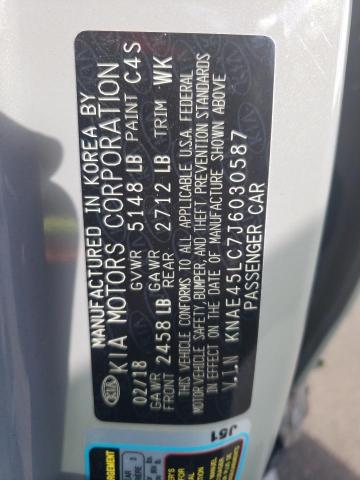 MANUFACTURED IN KOREA BY
KIA MOTORS CORPORATION
02/18 GVWR 5148 LB PAINT C4S
GAWR FRONT 2458 LB GAWR REAR 2712 LB TRIM WK
THIS VEHICLE CONFORMS TO ALL APPLICABLE U.S.A. FEDERAL
MOTOR VEHICLE SAFETY, BUMPER, AND THEFT PREVENTION STANDARDS
IN EFFECT ON THE DATE OF MANUFACTURE SHOWN ABOVE
V.I.N KNAE45LC7J6030587
PASSENGER CAR
J51